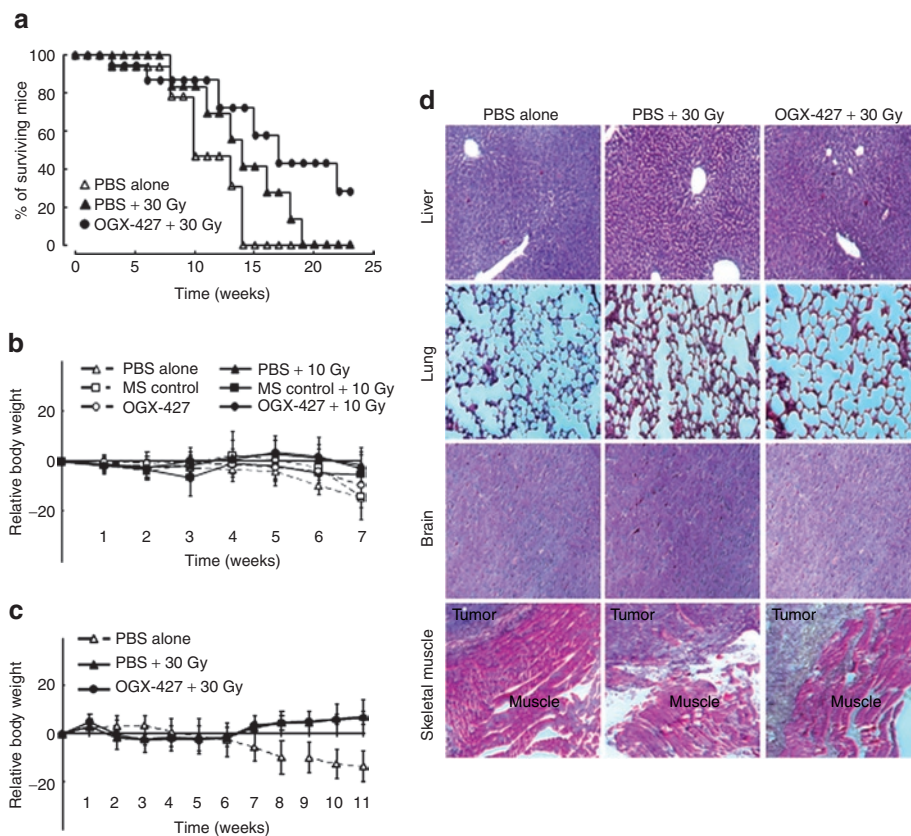 a
100
80
60
40
20
0
% of surviving mice
PBS alone
PBS + 30 Gy
OGX-427 + 30 Gy
0 5 10 15 20 25
Time (weeks)
b
PBS alone
MS control
OGX-427
PBS + 10 Gy
MS control + 10 Gy
OGX-427 + 10 Gy
20
0
−20
Relative body weight
1 2 3 4 5 6 7
Time (weeks)
c
PBS alone
PBS + 30 Gy
OGX-427 + 30 Gy
20
0
−20
Relative body weight
1 2 3 4 5 6 7 8 9 10 11
Time (weeks)
d
PBS alone PBS + 30 Gy OGX-427 + 30 Gy
Liver
Lung
Brain
Skeletal muscle
Tumor Tumor Tumor
Muscle Muscle Muscle